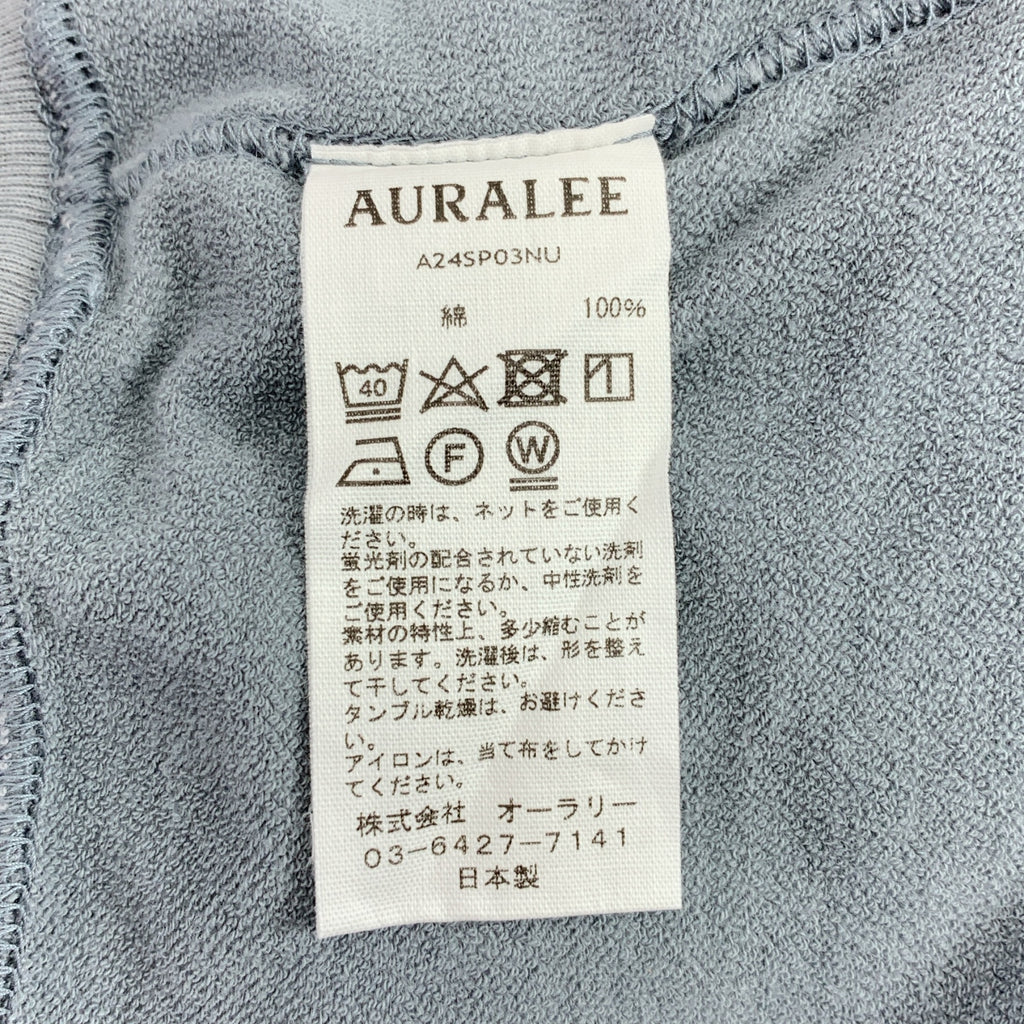 AURALEE
A24SP03NU
綿 100%
40
1
F W
洗濯の時は、ネットをご使用く
ださい。
蛍光剤の配合されていない洗剤
をご使用になるか、中性洗剤を
ご使用ください。
素材の特性上、多少縮むことが
あります。洗濯後は、形を整え
て干してください。
タンブル乾燥は、お避けくださ
い。
アイロンは、当て布をしてかけ
てください。
株式会社 オーラリー
03-6427-7141
日本製